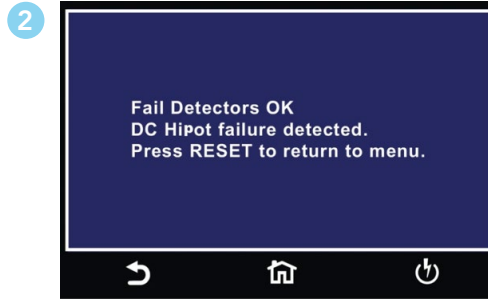 2
Fail Detectors OK
DC HiPot failure detected.
Press RESET to return to menu.